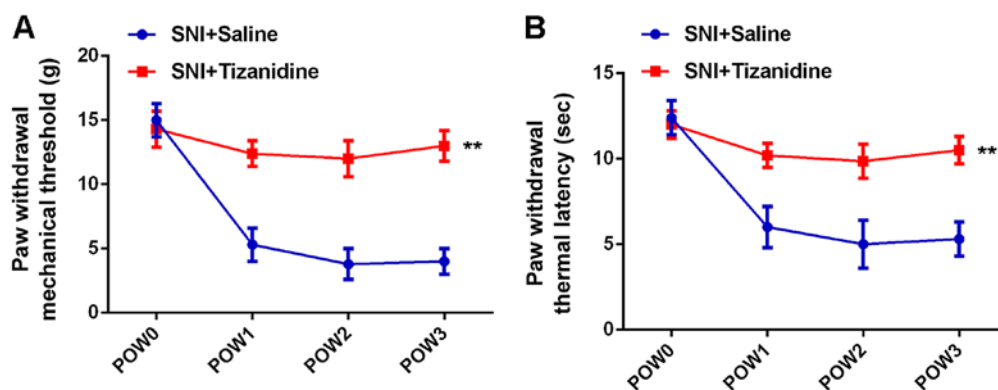 A
SNI+Saline
SNI+Tizanidine
Paw withdrawal
mechanical threshold (g)
20
15
10
5
0
**
POW0
POW1
POW2
POW3
B
SNI+Saline
SNI+Tizanidine
Paw withdrawal
thermal latency (sec)
15
10
5
0
**
POW0
POW1
POW2
POW3